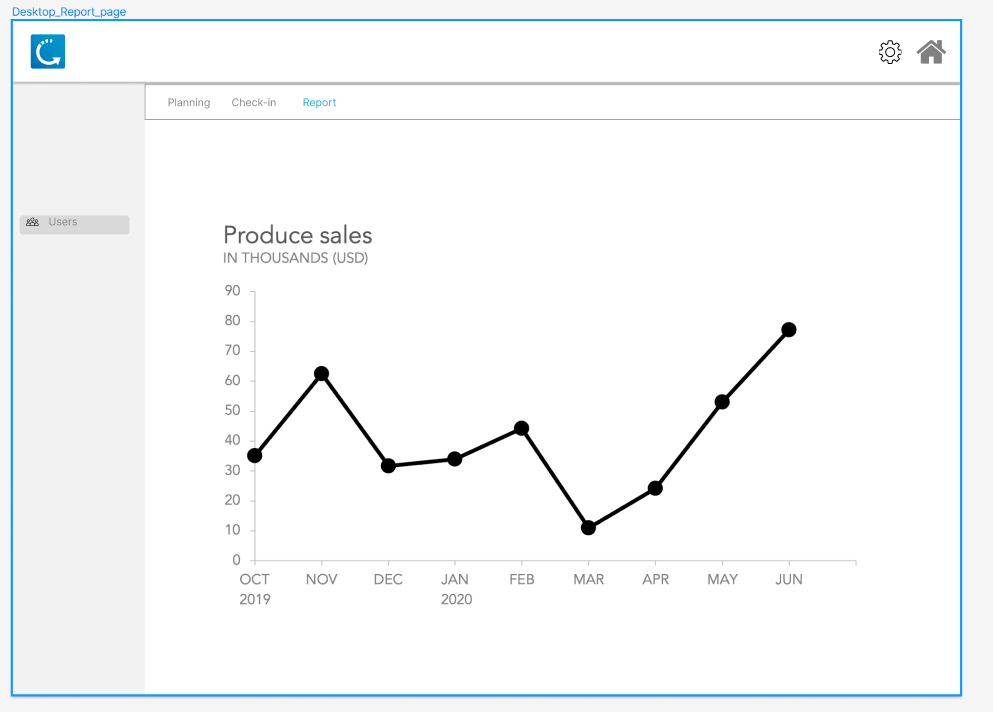 Desktop_Report_page
Planning Check-in Report
Users
Produce sales
IN THOUSANDS (USD)
90
80
70
60
50
40
30
20
10
0
OCT NOV DEC JAN FEB MAR APR MAY JUN
2019 2020